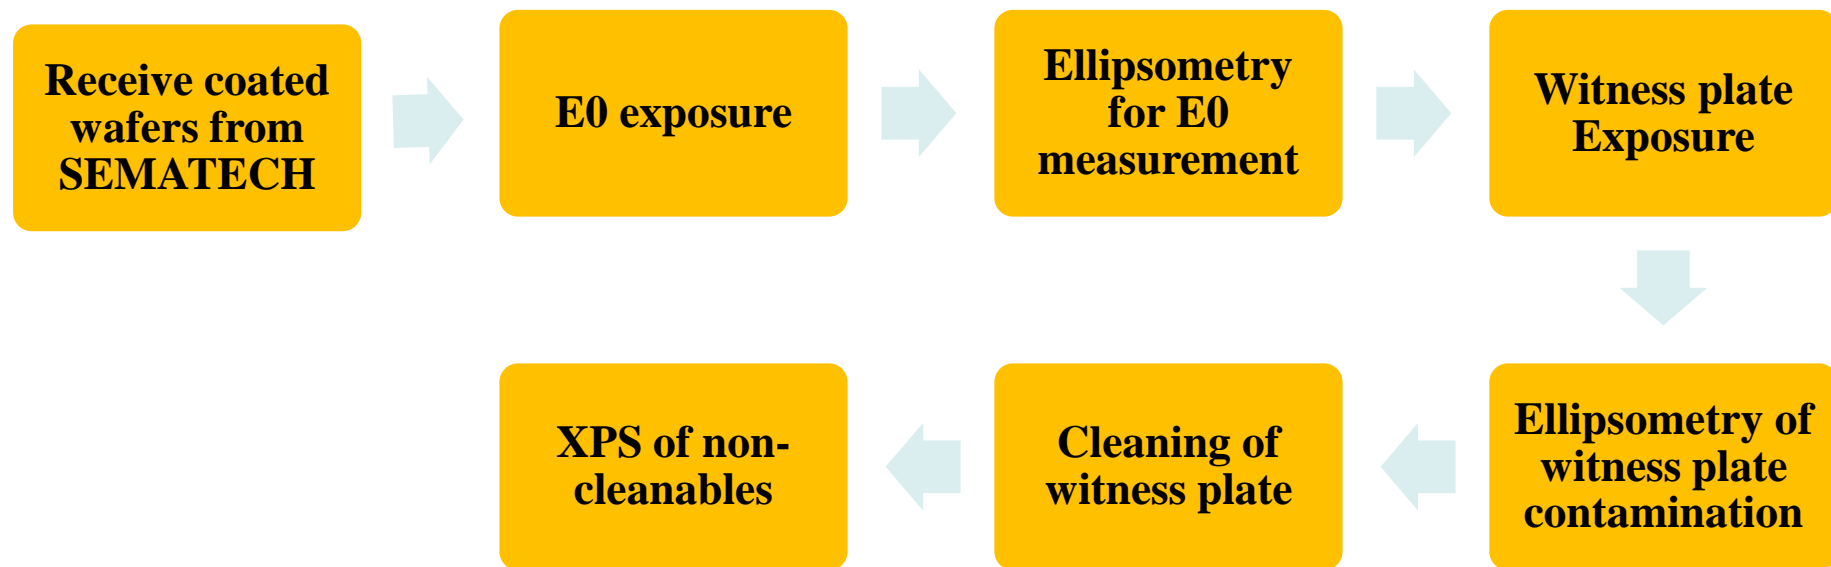 Receive coated
wafers from
SEMATECH
E0 exposure
Ellipsometry
for E0
measurement
Witness plate
Exposure
Ellipsometry of
witness plate
contamination
Cleaning of
witness plate
XPS of non-
cleanables